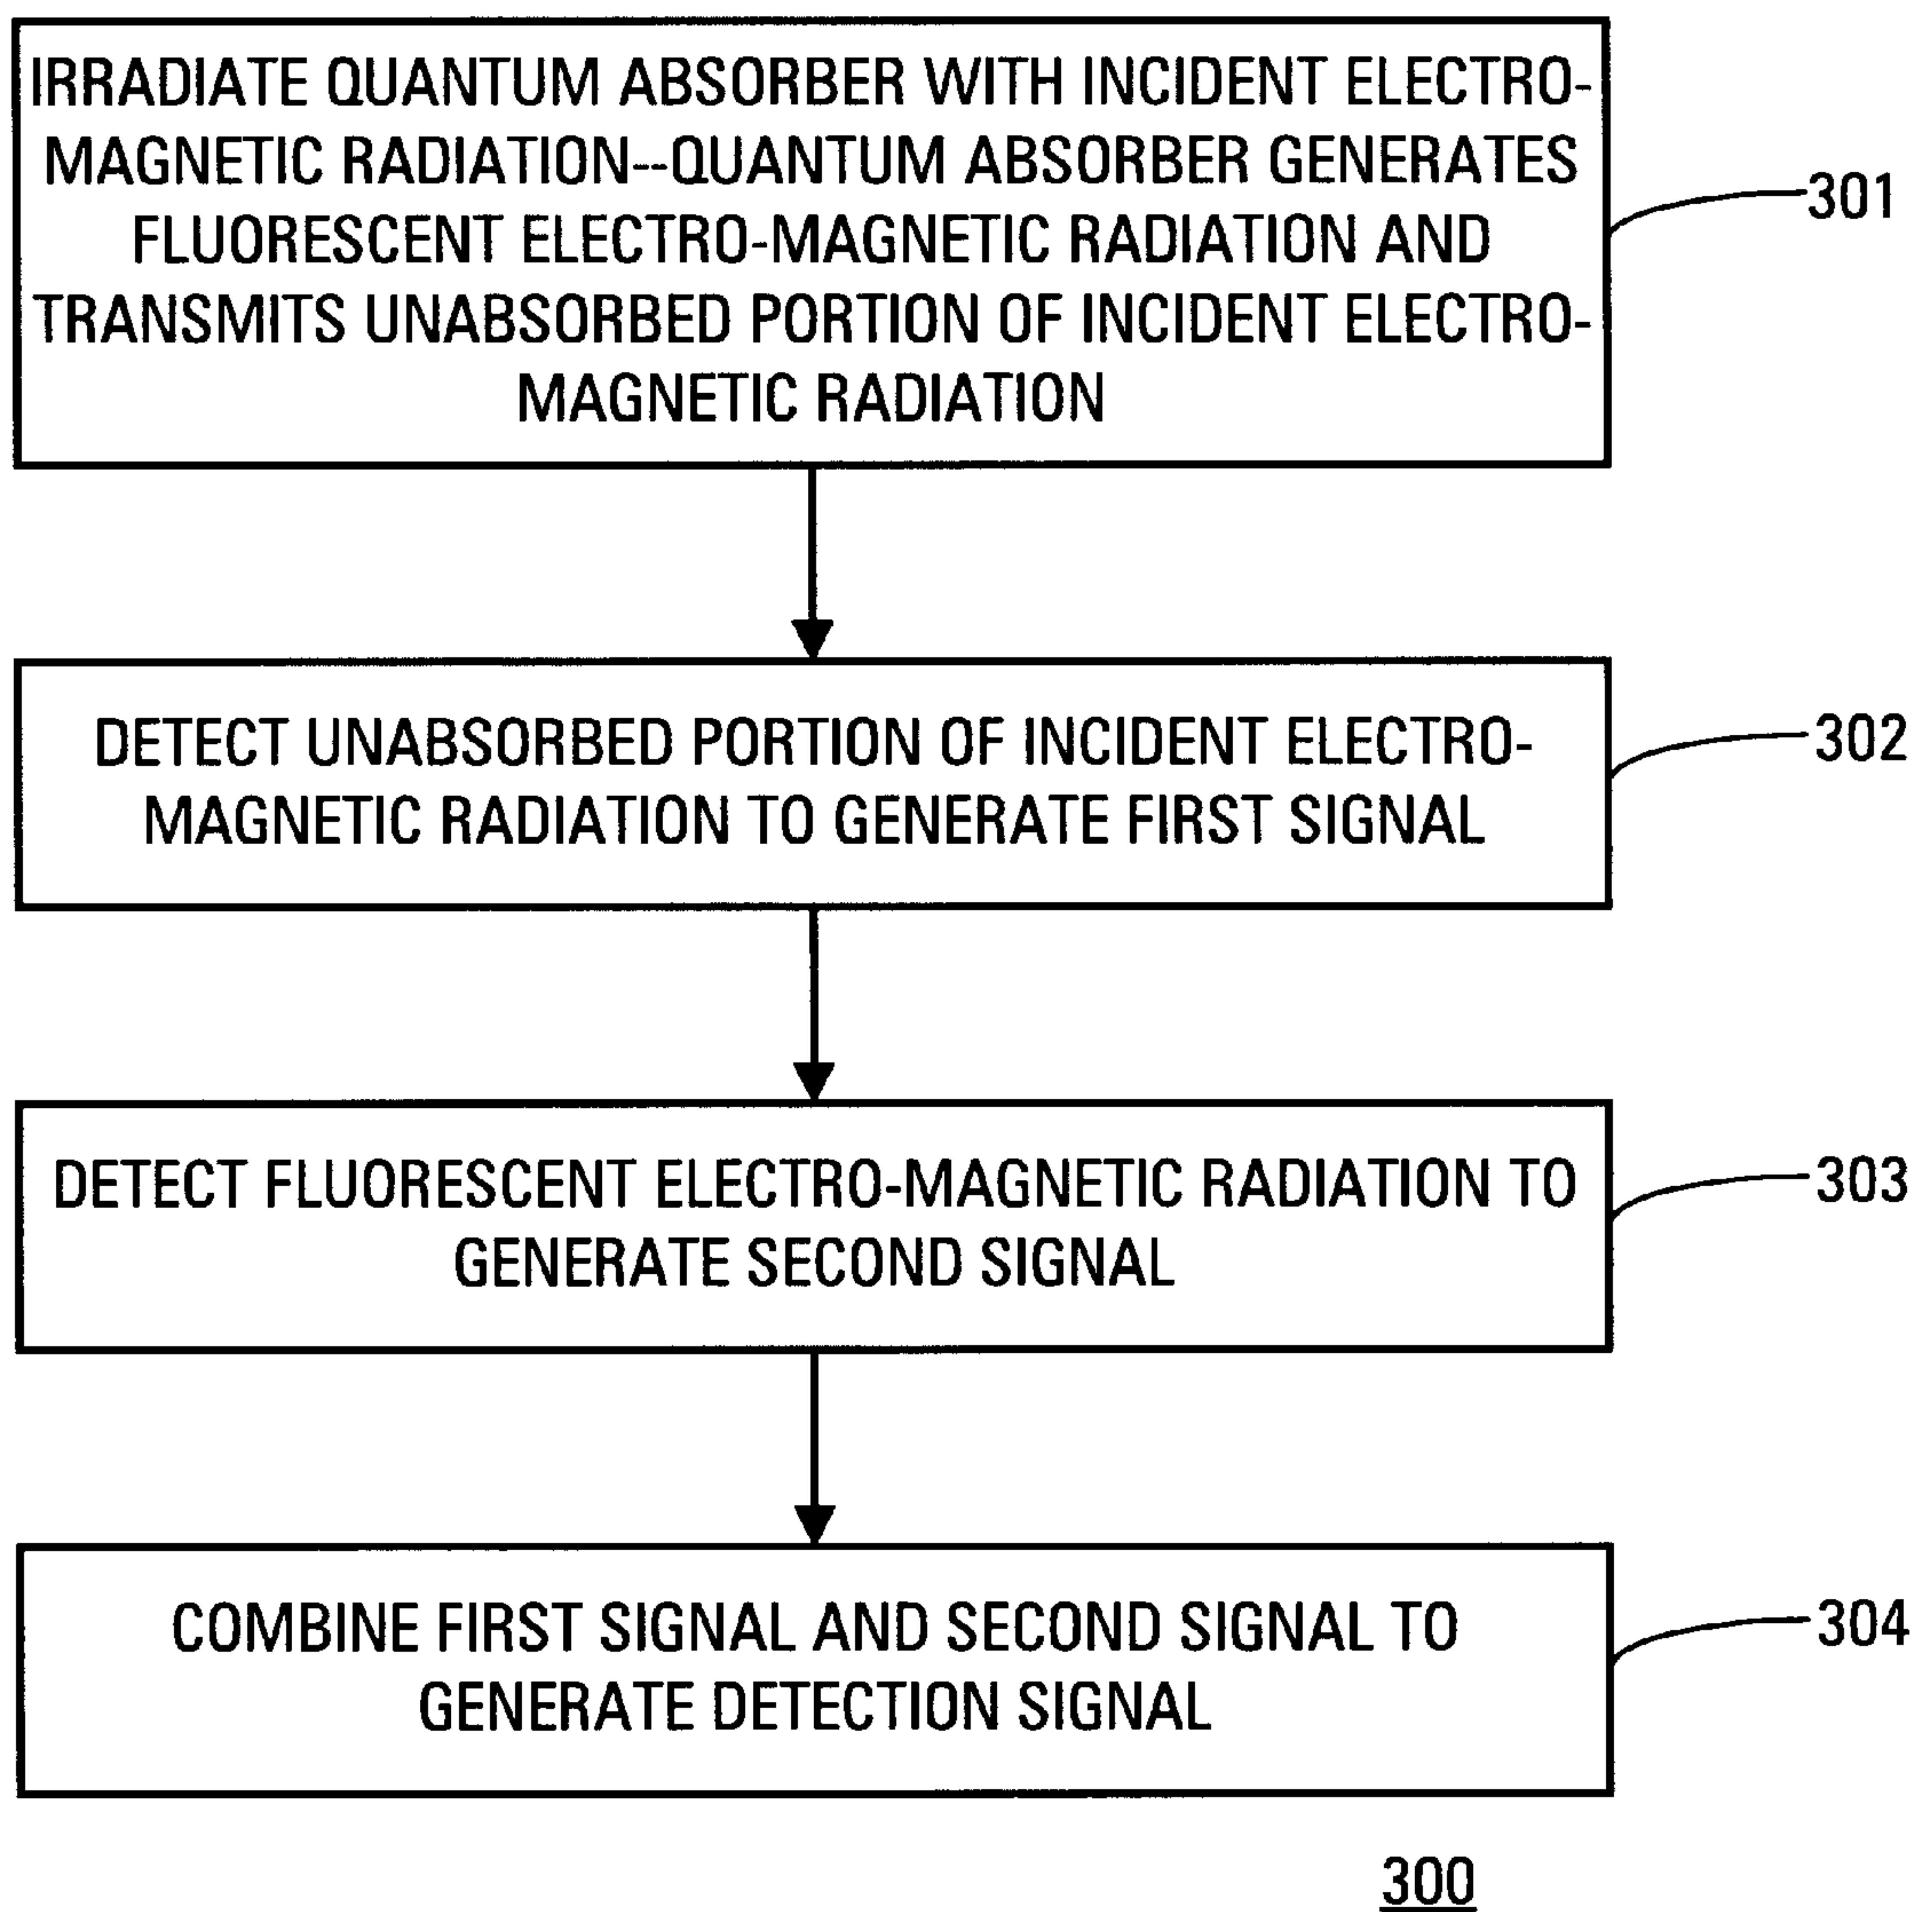 IRRADIATE QUANTUM ABSORBER WITH INCIDENT ELECTRO-
MAGNETIC RADIATION--QUANTUM ABSORBER GENERATES
FLUORESCENT ELECTRO-MAGNETIC RADIATION AND
TRANSMITS UNABSORBED PORTION OF INCIDENT ELECTRO-
MAGNETIC RADIATION
301
DETECT UNABSORBED PORTION OF INCIDENT ELECTRO-
MAGNETIC RADIATION TO GENERATE FIRST SIGNAL
302
DETECT FLUORESCENT ELECTRO-MAGNETIC RADIATION TO
GENERATE SECOND SIGNAL
303
COMBINE FIRST SIGNAL AND SECOND SIGNAL TO
GENERATE DETECTION SIGNAL
304
300